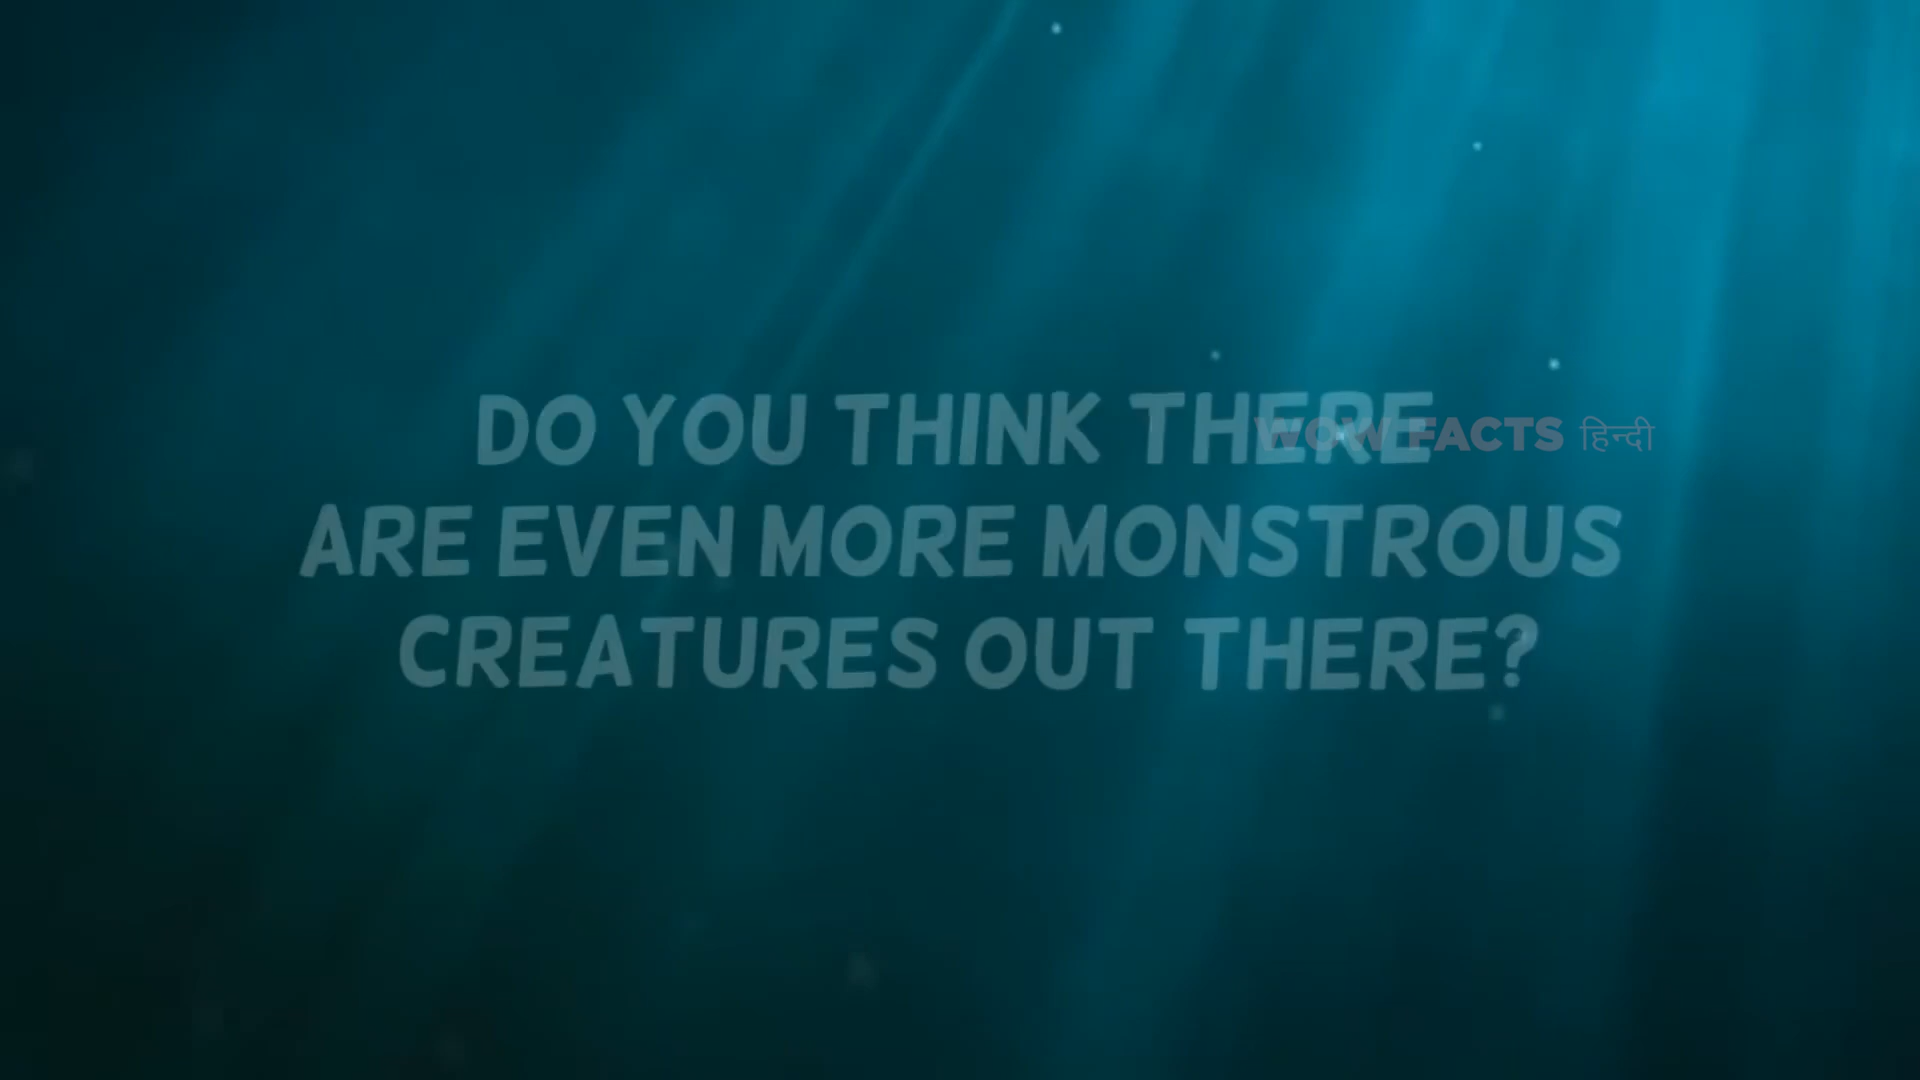 DO YOU THINK THERE
WOW FACTS हिन्दी
ARE EVEN MORE MONSTROUS
CREATURES OUT THERE?